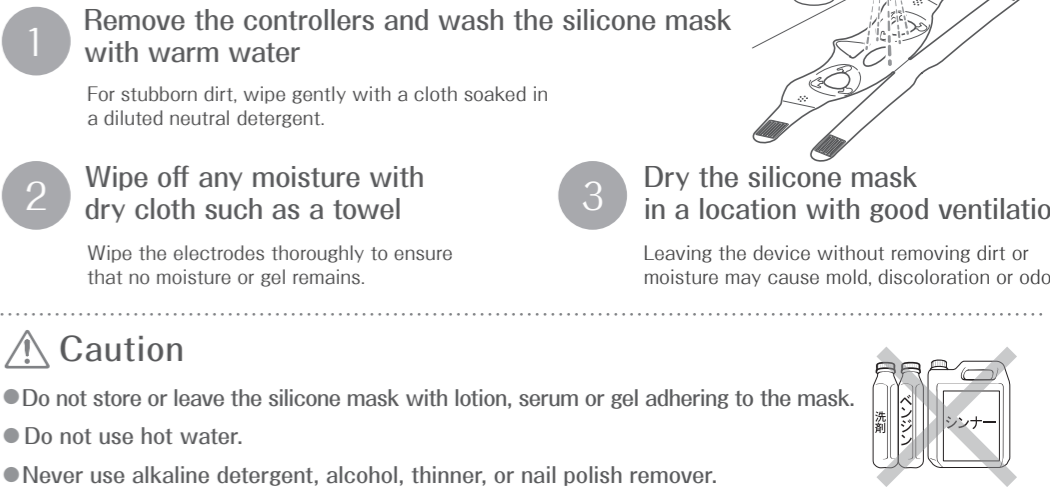 1
Remove the controllers and wash the silicone mask
with warm water
For stubborn dirt, wipe gently with a cloth soaked in
a diluted neutral detergent.
2
Wipe off any moisture with
dry cloth such as a towel
Wipe the electrodes thoroughly to ensure
that no moisture or gel remains.
3
Dry the silicone mask
in a location with good ventilatio
Leaving the device without removing dirt or
moisture may cause mold, discoloration or odo
Caution
●Do not store or leave the silicone mask with lotion, serum or gel adhering to the mask.
●Do not use hot water.
●Never use alkaline detergent, alcohol, thinner, or nail polish remover.
洗剤
ベンジン
シンナー